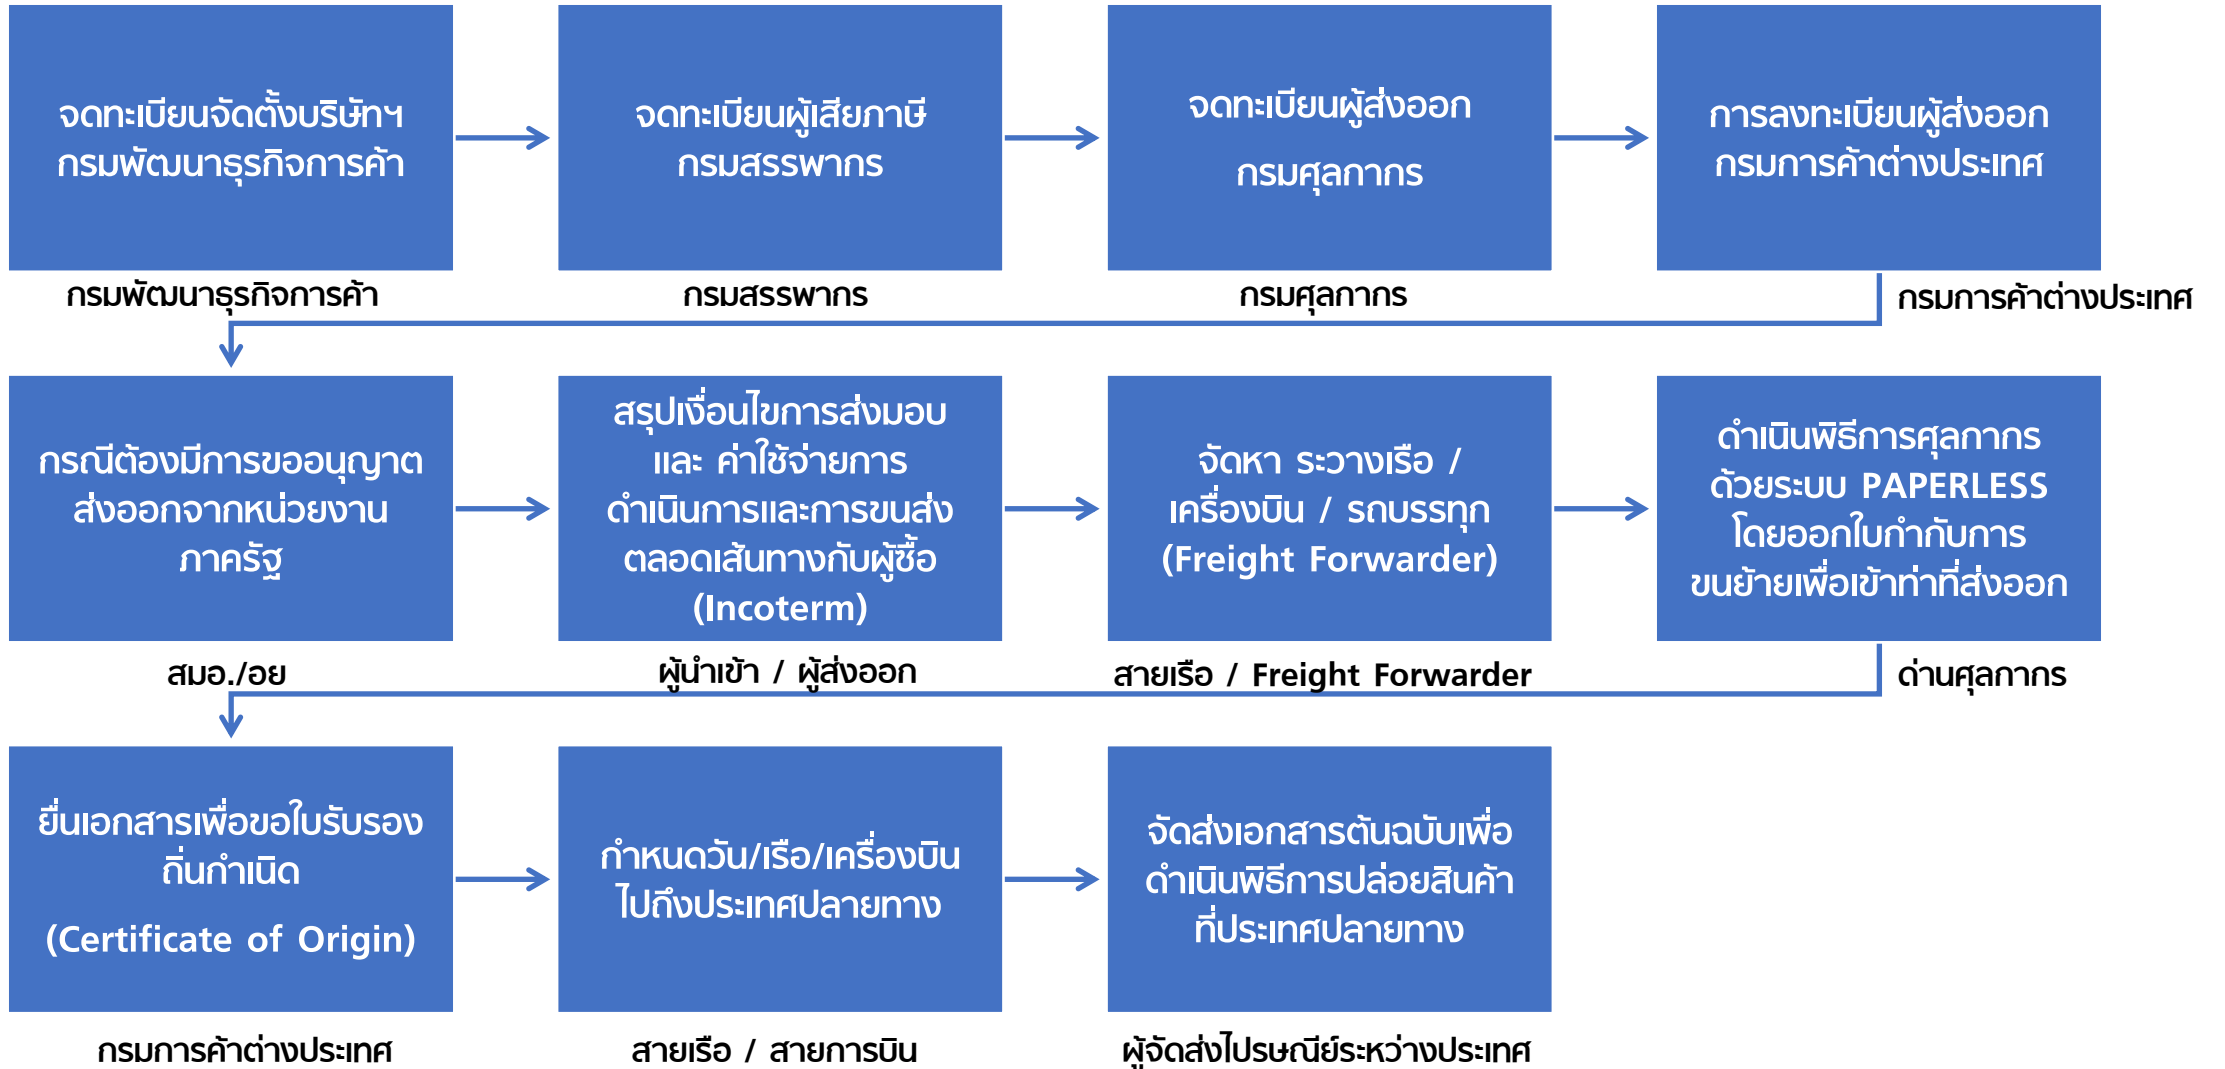 จดทะเบียนจัดตั้งบริษัทฯ
กรมพัฒนาธุรกิจการค้า
กรมพัฒนาธุรกิจการค้า
จดทะเบียนผู้เสียภาษี
กรมสรรพากร
กรมสรรพากร
จดทะเบียนผู้ส่งออก
กรมศุลกากร
กรมศุลกากร
การลงทะเบียนผู้ส่งออก
กรมการค้าต่างประเทศ
กรมการค้าต่างประเทศ
กรณีต้องมีการขออนุญาต
ส่งออกจากหน่วยงาน
ภาครัฐ
สมอ./อย
สรุปเงื่อนไขการส่งมอบ
และ ค่าใช้จ่ายการ
ดำเนินการและการขนส่ง
ตลอดเส้นทางกับผู้ซื้อ
(Incoterm)
ผู้นำเข้า / ผู้ส่งออก
จัดหา ระวางเรือ /
เครื่องบิน / รถบรรทุก
(Freight Forwarder)
สายเรือ / Freight Forwarder
ดำเนินพิธีการศุลกากร
ด้วยระบบ PAPERLESS
โดยออกใบกำกับการ
ขนย้ายเพื่อเข้าท่าที่ส่งออก
ด่านศุลกากร
ยื่นเอกสารเพื่อขอใบรับรอง
ถิ่นกำเนิด
(Certificate of Origin)
กรมการค้าต่างประเทศ
กำหนดวัน/เรือ/เครื่องบิน
ไปถึงประเทศปลายทาง
สายเรือ / สายการบิน
จัดส่งเอกสารต้นฉบับเพื่อ
ดำเนินพิธีการปล่อยสินค้า
ที่ประเทศปลายทาง
ผู้จัดส่งไปรษณีย์ระหว่างประเทศ